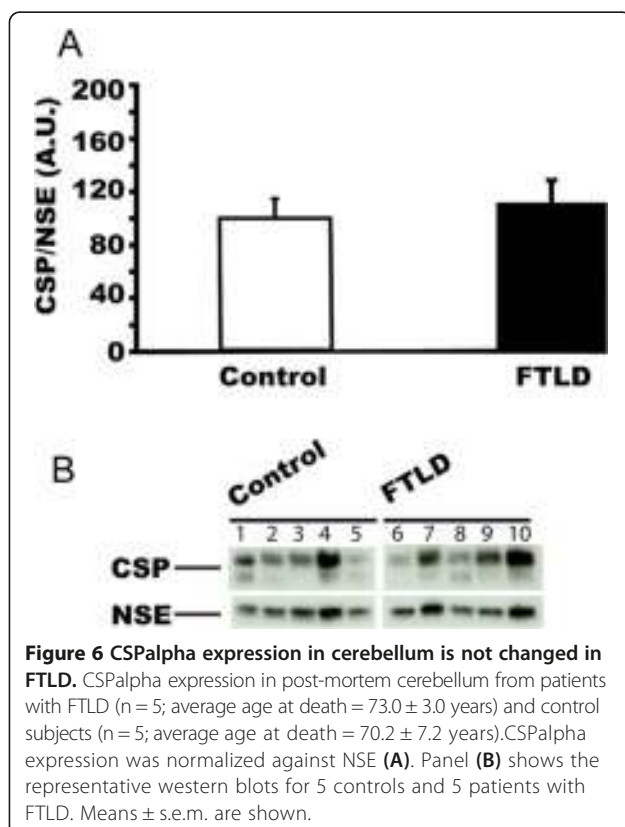 A
CSP/NSE (A.U.)
200
160
120
80
40
0
Control
FTLD
B
Control
FTLD
1 2 3 4 5 6 7 8 9 10
CSP
NSE
Figure 6 CSPalpha expression in cerebellum is not changed in
FTLD. CSPalpha expression in post-mortem cerebellum from patients
with FTLD (n = 5; average age at death = 73.0 ± 3.0 years) and control
subjects (n = 5; average age at death = 70.2 ± 7.2 years).CSPalpha
expression was normalized against NSE (A). Panel (B) shows the
representative western blots for 5 controls and 5 patients with
FTLD. Means ± s.e.m. are shown.